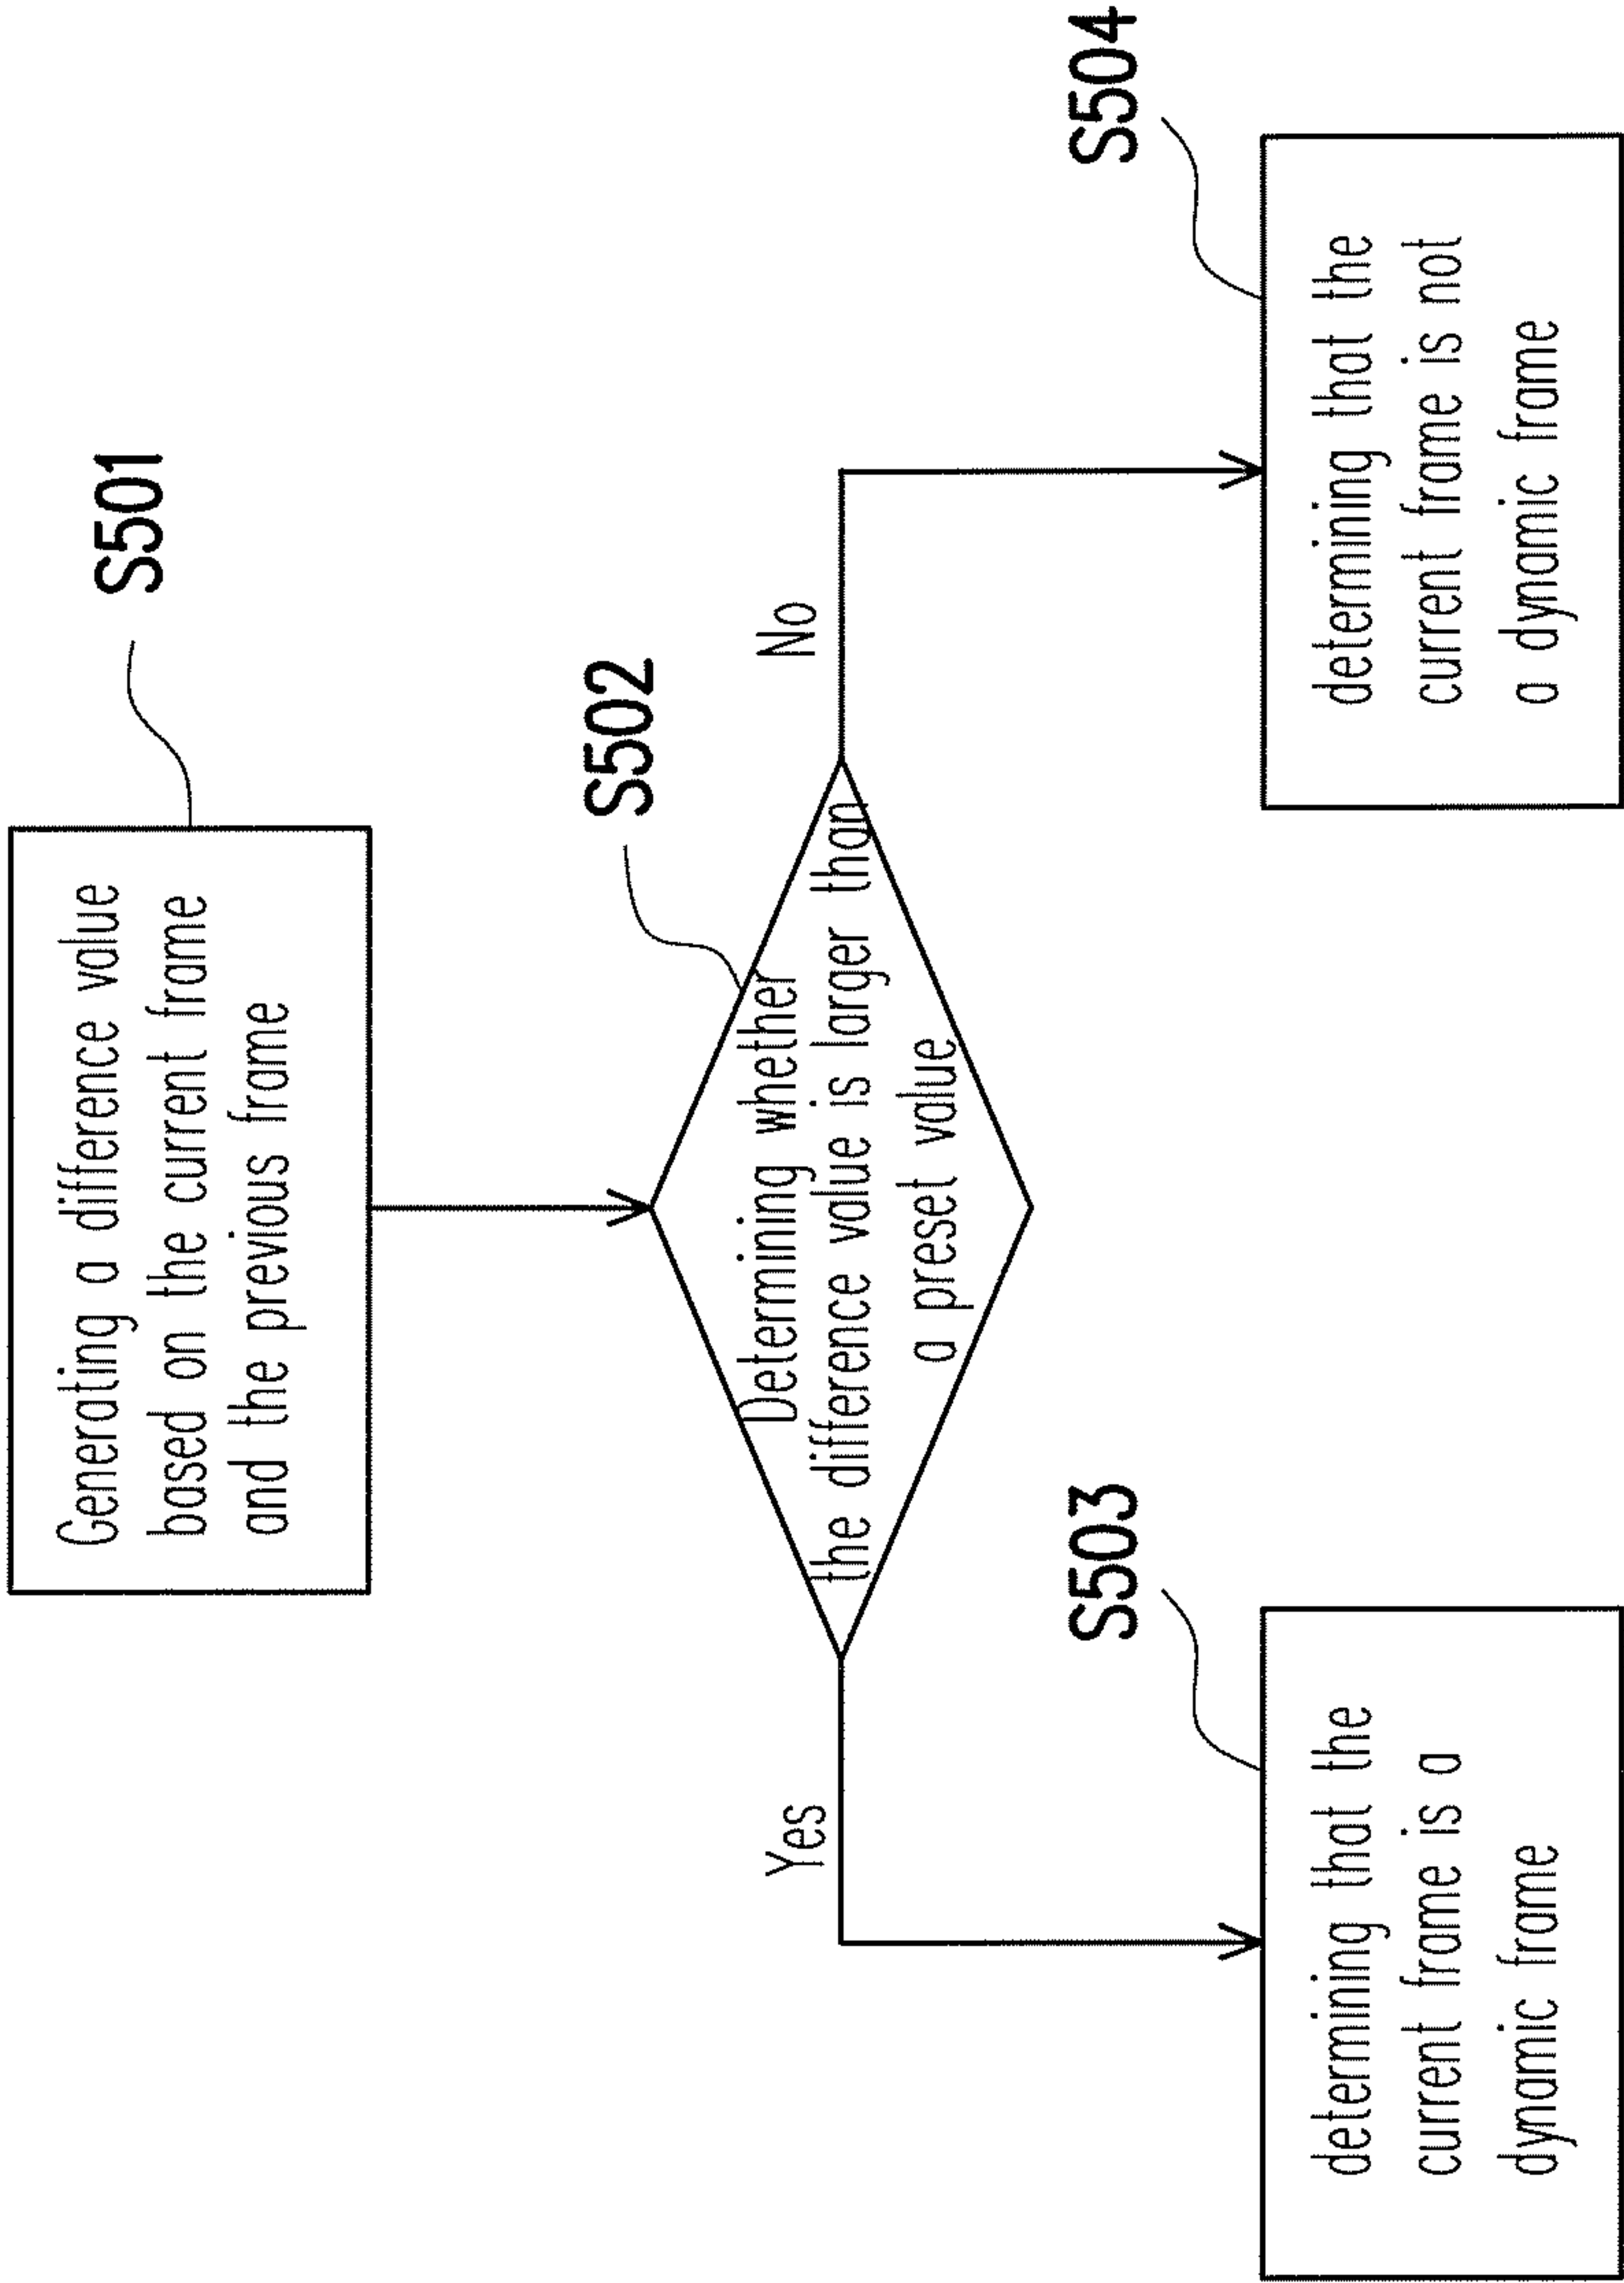 S501
Generating a difference value
based on the current frame
and the previous frame
S502
Determining whether
the difference value is larger than
a preset value
Yes
No
S503
determining that the
current frame is a
dynamic frame
S504
determining that the
current frame is not
a dynamic frame